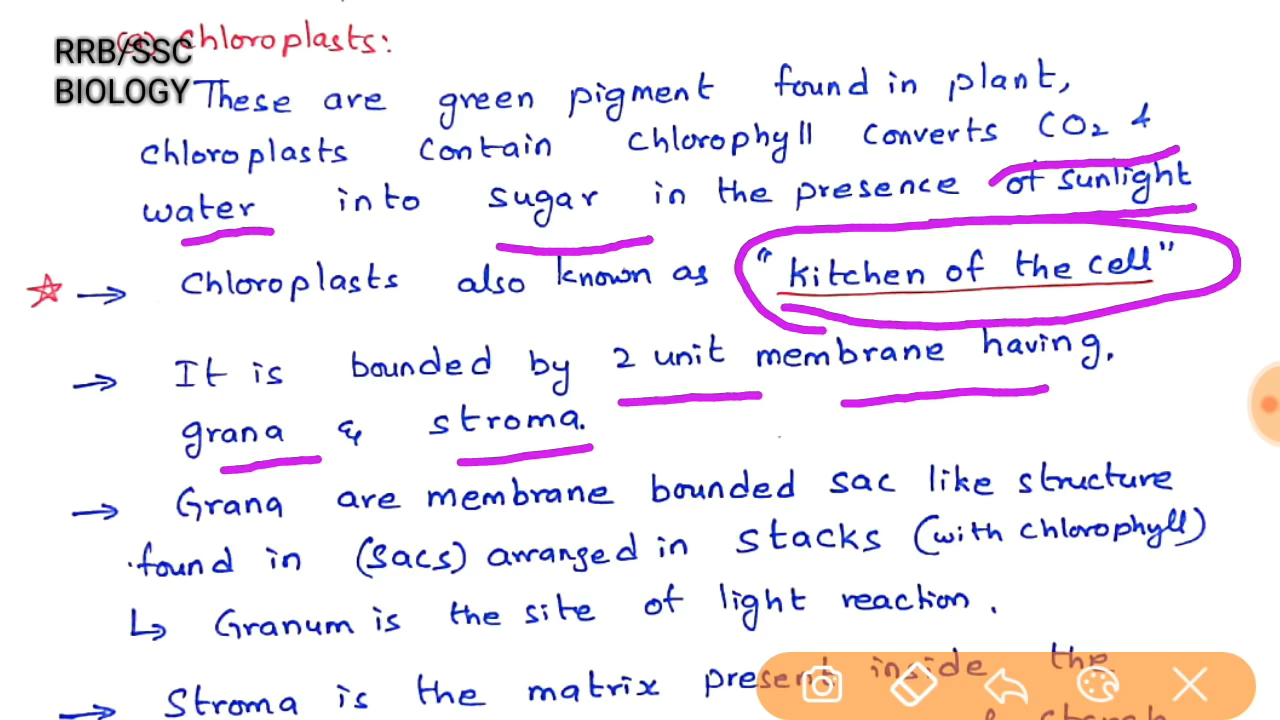 RRB/SSC
BIOLOGY
Chloroplasts:
These are green pigment found in plant,
chloroplasts contain chlorophyll converts CO2 &
water into sugar in the presence of sunlight
☆ → Chloroplasts also known as "kitchen of the cell"
→ It is bounded by 2 unit membrane having,
grana & stroma.
→ Grana are membrane bounded sac like structure
found in (sacs) arranged in stacks (with chlorophyll)
↳ Granum is the site of light reaction.
→ Stroma is the matrix present inside the